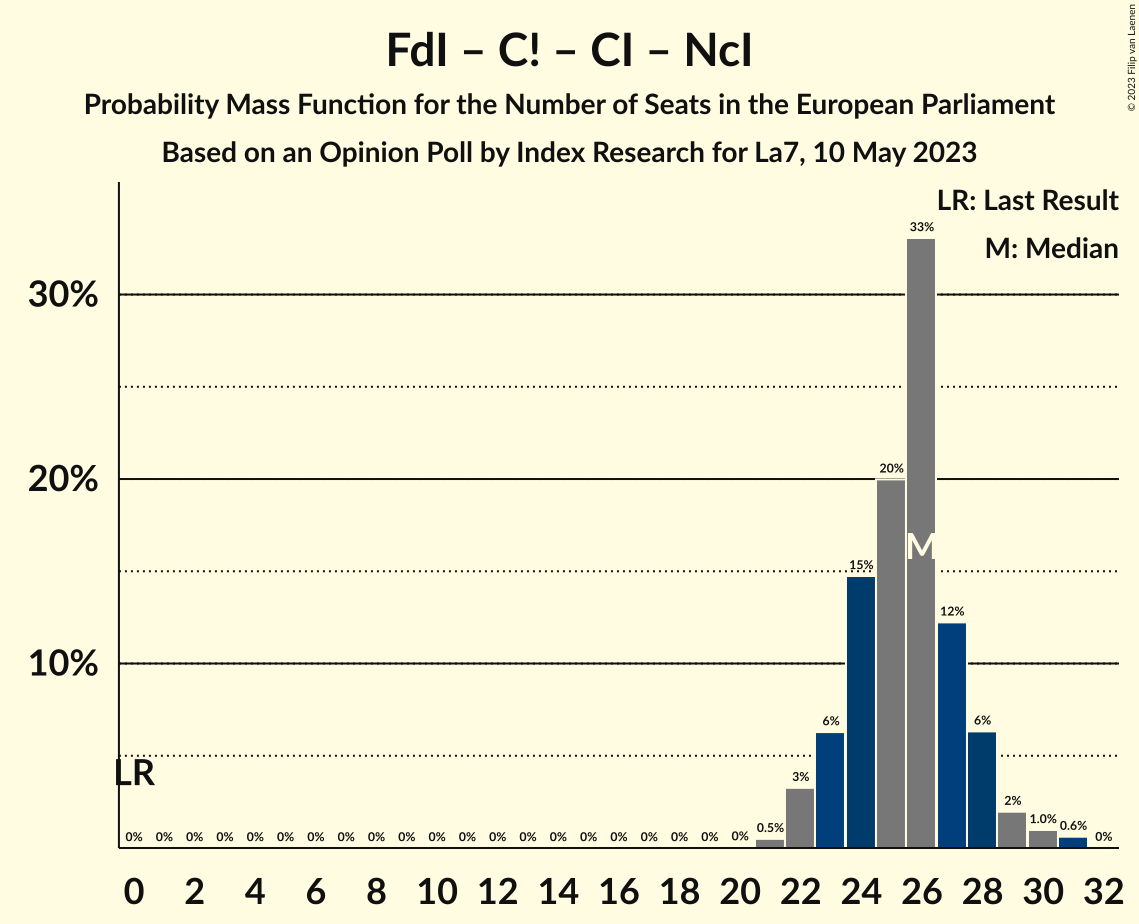 FdI – C! – CI – NcI
Probability Mass Function for the Number of Seats in the European Parliament
Based on an Opinion Poll by Index Research for La7, 10 May 2023
© 2023 Filip van Laenen
LR: Last Result
M: Median
30%
20%
10%
33%
20%
M
15%
12%
6%
6%
LR
3%
2%
0% 0% 0% 0% 0% 0% 0% 0% 0% 0% 0% 0% 0% 0% 0% 0% 0% 0% 0% 0% 0% 0.5% 1.0% 0.6% 0%
0 2 4 6 8 10 12 14 16 18 20 22 24 26 28 30 32